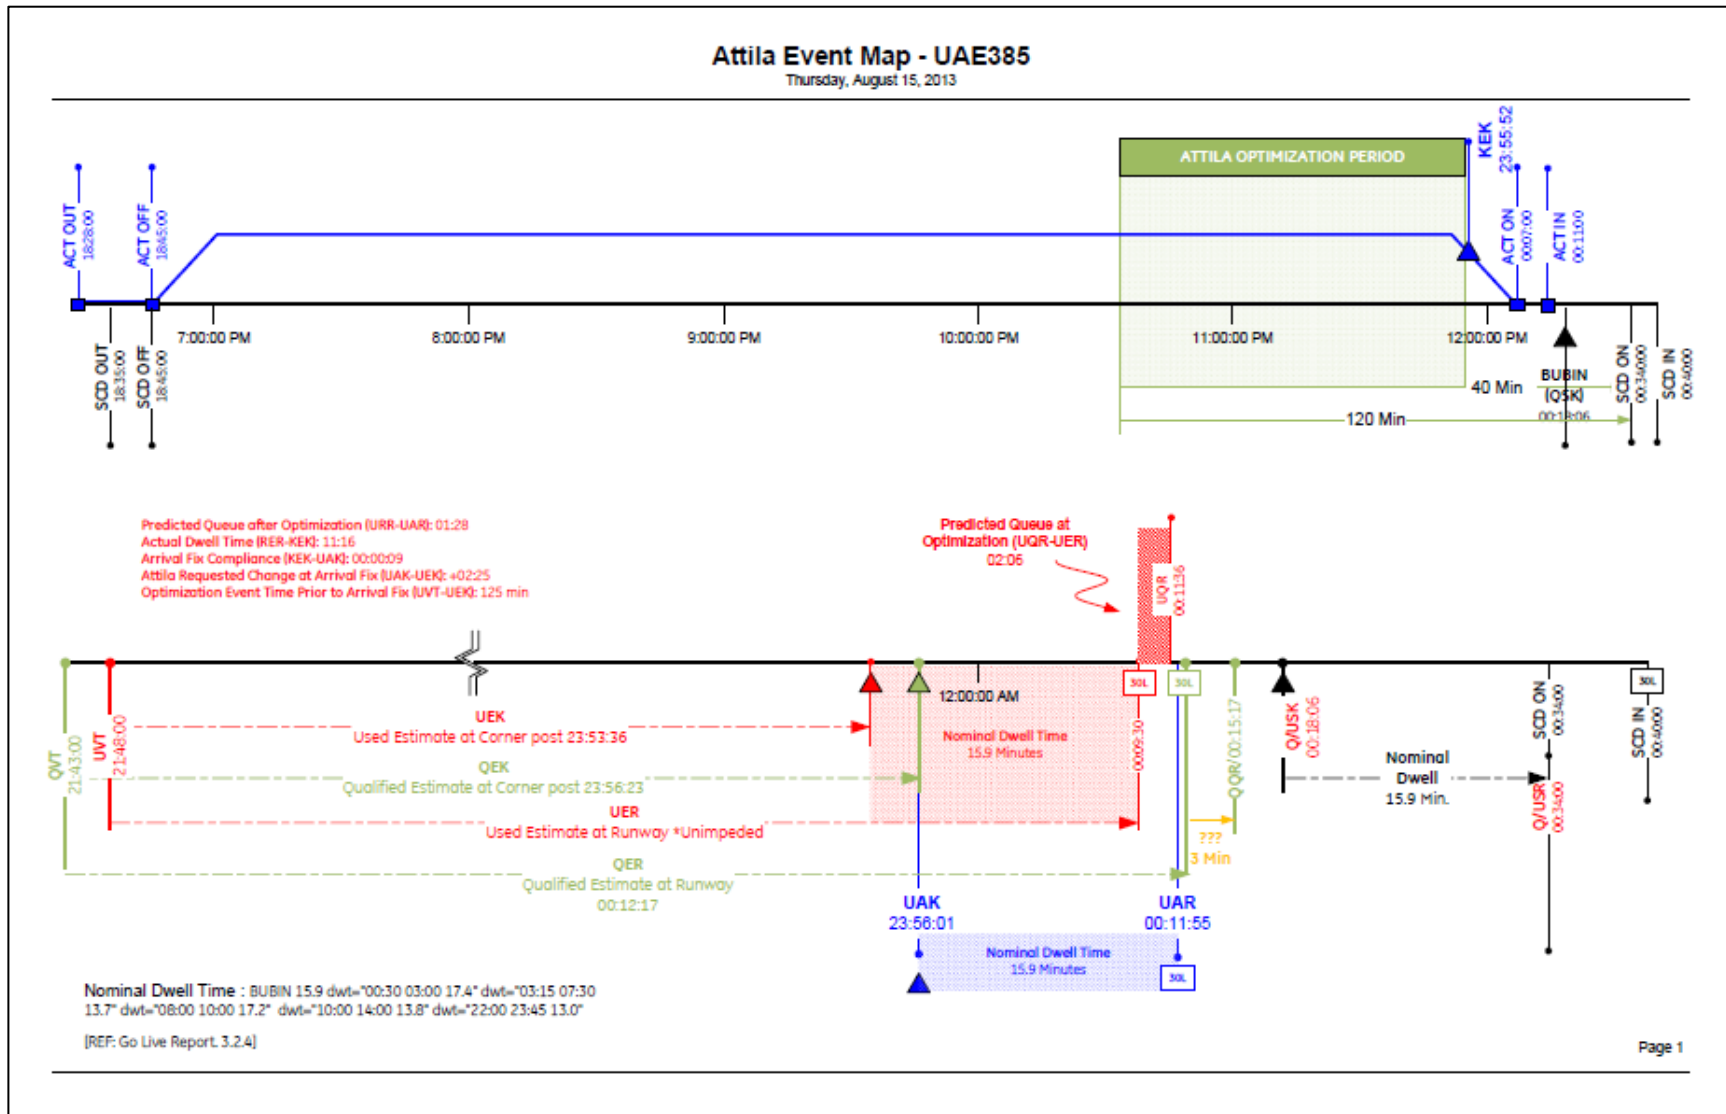 Attila Event Map - UAE385
Thursday, August 15, 2013
ATTILA OPTIMIZATION PERIOD
KEK
23:55:52
ACT OUT
18:28:00
ACT OFF
18:45:00
ACT ON
00:07:00
ACT IN
00:11:00
7:00:00 PM
8:00:00 PM
9:00:00 PM
10:00:00 PM
11:00:00 PM
12:00:00 PM
SCD OUT
18:35:00
SCD OFF
18:45:00
40 Min
BUBIN
(QSK)
00:18:06
SCD ON
00:34:00
SCD IN
00:40:00
120 Min
Predicted Queue after Optimization (URR-UAR): 01:28
Actual Dwell Time (RER-KEK): 11:16
Arrival Fix Compliance (KEK-UAK): 00:00:09
Attila Requested Change at Arrival Fix (UAK-UEK): +02:25
Optimization Event Time Prior to Arrival Fix (UVT-UEK): 125 min
Predicted Queue at
Optimization (UQR-UER)
02:06
UQR
00:11:36
QVT
21:43:00
UVT
21:48:00
12:00:00 AM
30L
30L
30L
UEK
Used Estimate at Corner post 23:53:36
QEK
Qualified Estimate at Corner post 23:56:23
UER
Used Estimate at Runway *Unimpeded
QER
Qualified Estimate at Runway
00:12:17
Nominal Dwell Time
15.9 Minutes
00:09:30
QQR/00:15:17
???
3 Min
Q/USK
00:18:06
Nominal
Dwell
15.9 Min.
SCD ON
00:34:00
Q/USR
00:34:00
SCD IN
00:40:00
UAK
23:56:01
UAR
00:11:55
Nominal Dwell Time
15.9 Minutes
30L
Nominal Dwell Time : BUBIN 15.9 dwt="00:30 03:00 17.4" dwt="03:15 07:30
13.7" dwt="08:00 10:00 17.2" dwt="10:00 14:00 13.8" dwt="22:00 23:45 13.0"
[REF: Go Live Report. 3.2.4]
Page 1